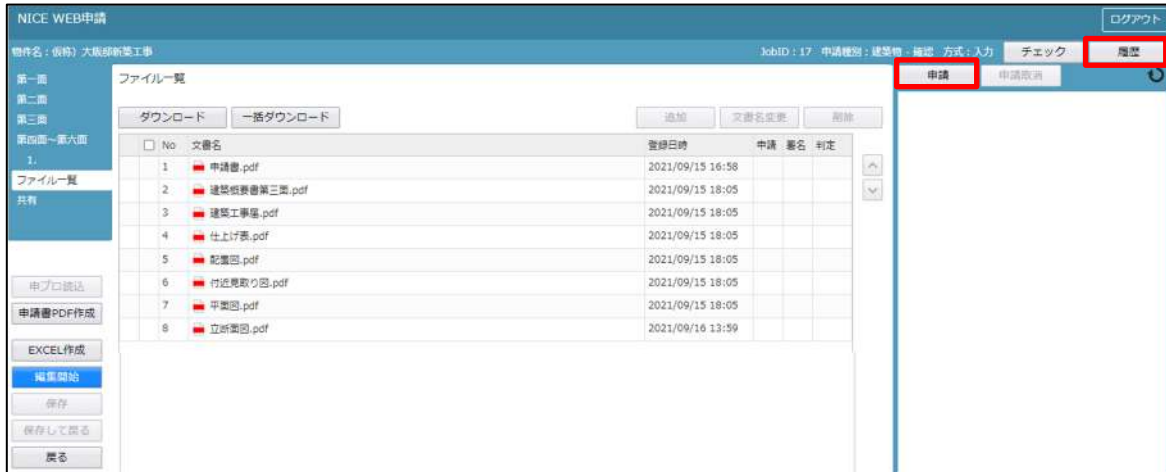 NICE WEB申請
ログアウト
物件名：仮称）大阪邸新築工事
JobID：17 申請種別：建築物 - 確認 方式：入力
チェック
履歴
第一面
第二面
第三面
第四面～第六面
1.
ファイル一覧
共有
ファイル一覧
申請
申請取消
ダウンロード
一括ダウンロード
追加
文書名変更
削除
No 文書名 登録日時 申請 署名 判定
1 申請書.pdf 2021/09/15 16:58
2 建築概要書第三面.pdf 2021/09/15 18:05
3 建築工事届.pdf 2021/09/15 18:05
4 仕上げ表.pdf 2021/09/15 18:05
5 配置図.pdf 2021/09/15 18:05
6 付近見取り図.pdf 2021/09/15 18:05
7 平面図.pdf 2021/09/15 18:05
8 立断面図.pdf 2021/09/16 13:59
申プロ読込
申請書PDF作成
EXCEL作成
編集開始
保存
保存して戻る
戻る